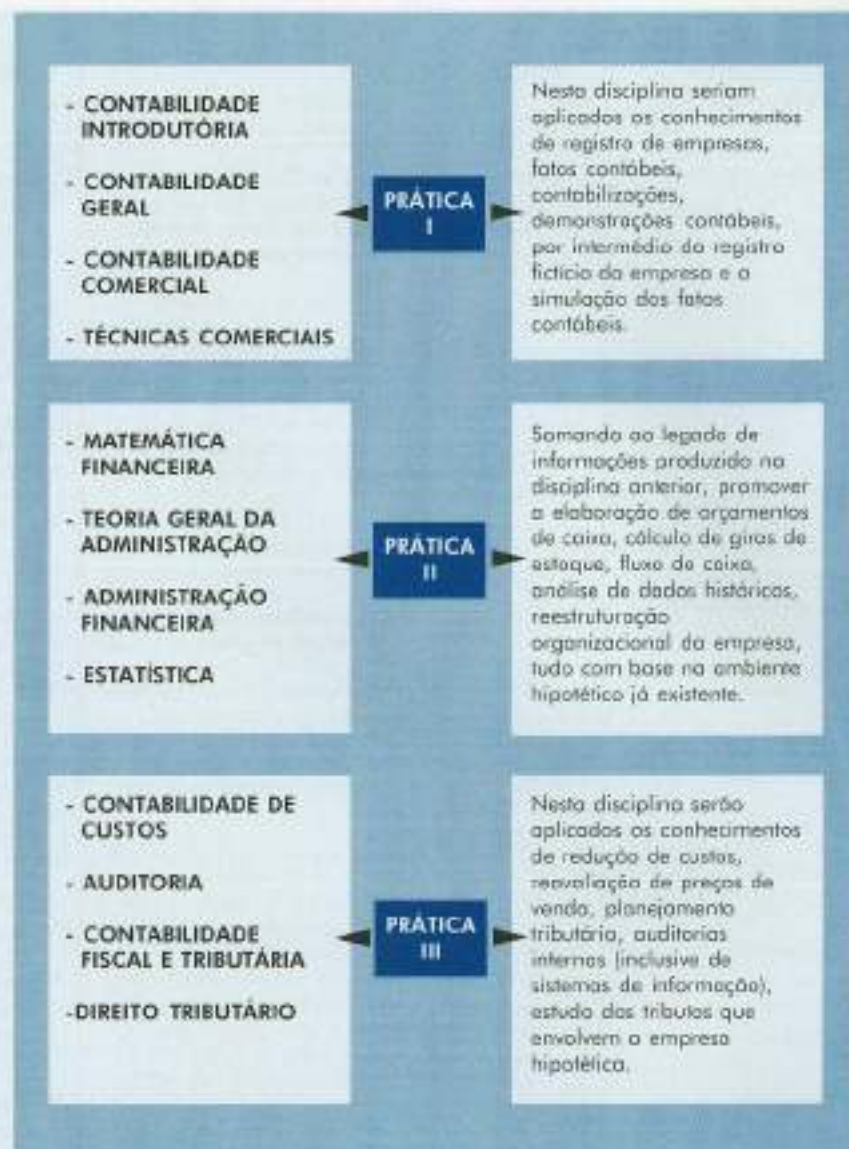 - CONTABILIDADE
INTRODUTÓRIA
- CONTABILIDADE
GERAL
- CONTABILIDADE
COMERCIAL
- TÉCNICAS COMERCIAIS
PRÁTICA
I
Nesta disciplina seriam
aplicados os conhecimentos
de registro de empresas,
fatos contábeis,
contabilizações,
demonstrações contábeis,
por intermédio do registro
fictício da empresa e a
simulação dos fatos
contábeis.
- MATEMÁTICA
FINANCEIRA
- TEORIA GERAL DA
ADMINISTRAÇÃO
- ADMINISTRAÇÃO
FINANCEIRA
- ESTATÍSTICA
PRÁTICA
II
Somando ao legado de
informações produzido na
disciplina anterior, promover
a elaboração de orçamentos
de caixa, cálculo de giros de
estoque, fluxo de caixa,
análise de dados históricos,
reestruturação
organizacional da empresa,
tudo com base na ambiente
hipotético já existente.
- CONTABILIDADE DE
CUSTOS
- AUDITORIA
- CONTABILIDADE
FISCAL E TRIBUTÁRIA
-DIREITO TRIBUTÁRIO
PRÁTICA
III
Nesta disciplina serão
aplicados os conhecimentos
de redução de custos,
reavaliação de preços de
venda, planejamento
tributário, auditorias
internas (inclusive de
sistemas de informação),
estudo dos tributos que
envolvem a empresa
hipotética.